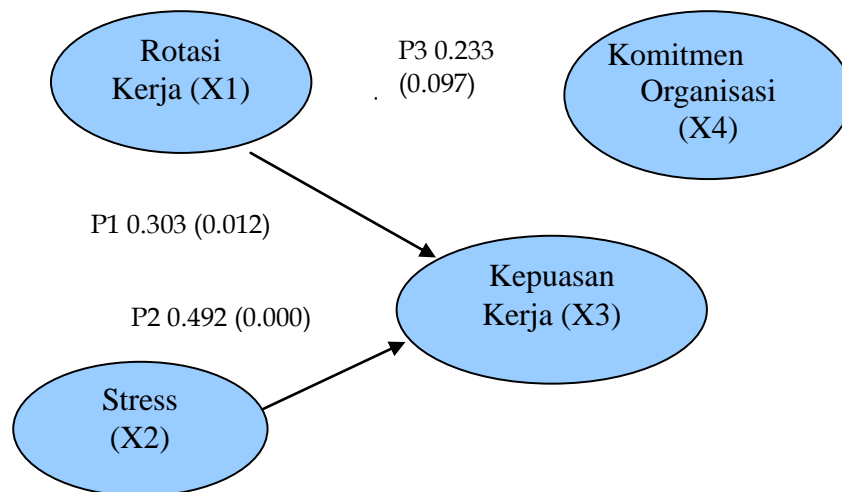 Rotasi
Kerja (X1)
P3 0.233
(0.097)
Komitmen
Organisasi
(X4)
P1 0.303 (0.012)
Kepuasan
Kerja (X3)
P2 0.492 (0.000)
Stress
(X2)